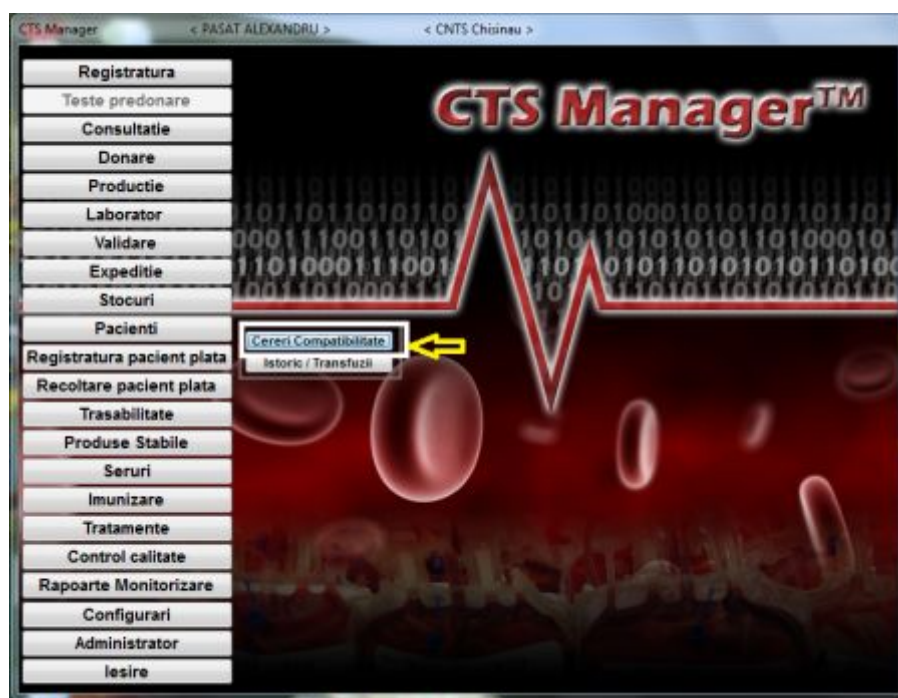 CTS Manager < PASAT ALEXANDRU > < CNTS Chisinau >
CTS Manager™
Registratura
Teste predonare
Consultatie
Donare
Productie
Laborator
Validare
Expeditie
Stocuri
Pacienti
Cereri Compatibilitate
Istoric / Transfuzii
Registratura pacient plata
Recoltare pacient plata
Trasabilitate
Produse Stabile
Seruri
Imunizare
Tratamente
Control calitate
Rapoarte Monitorizare
Configurari
Administrator
Iesire